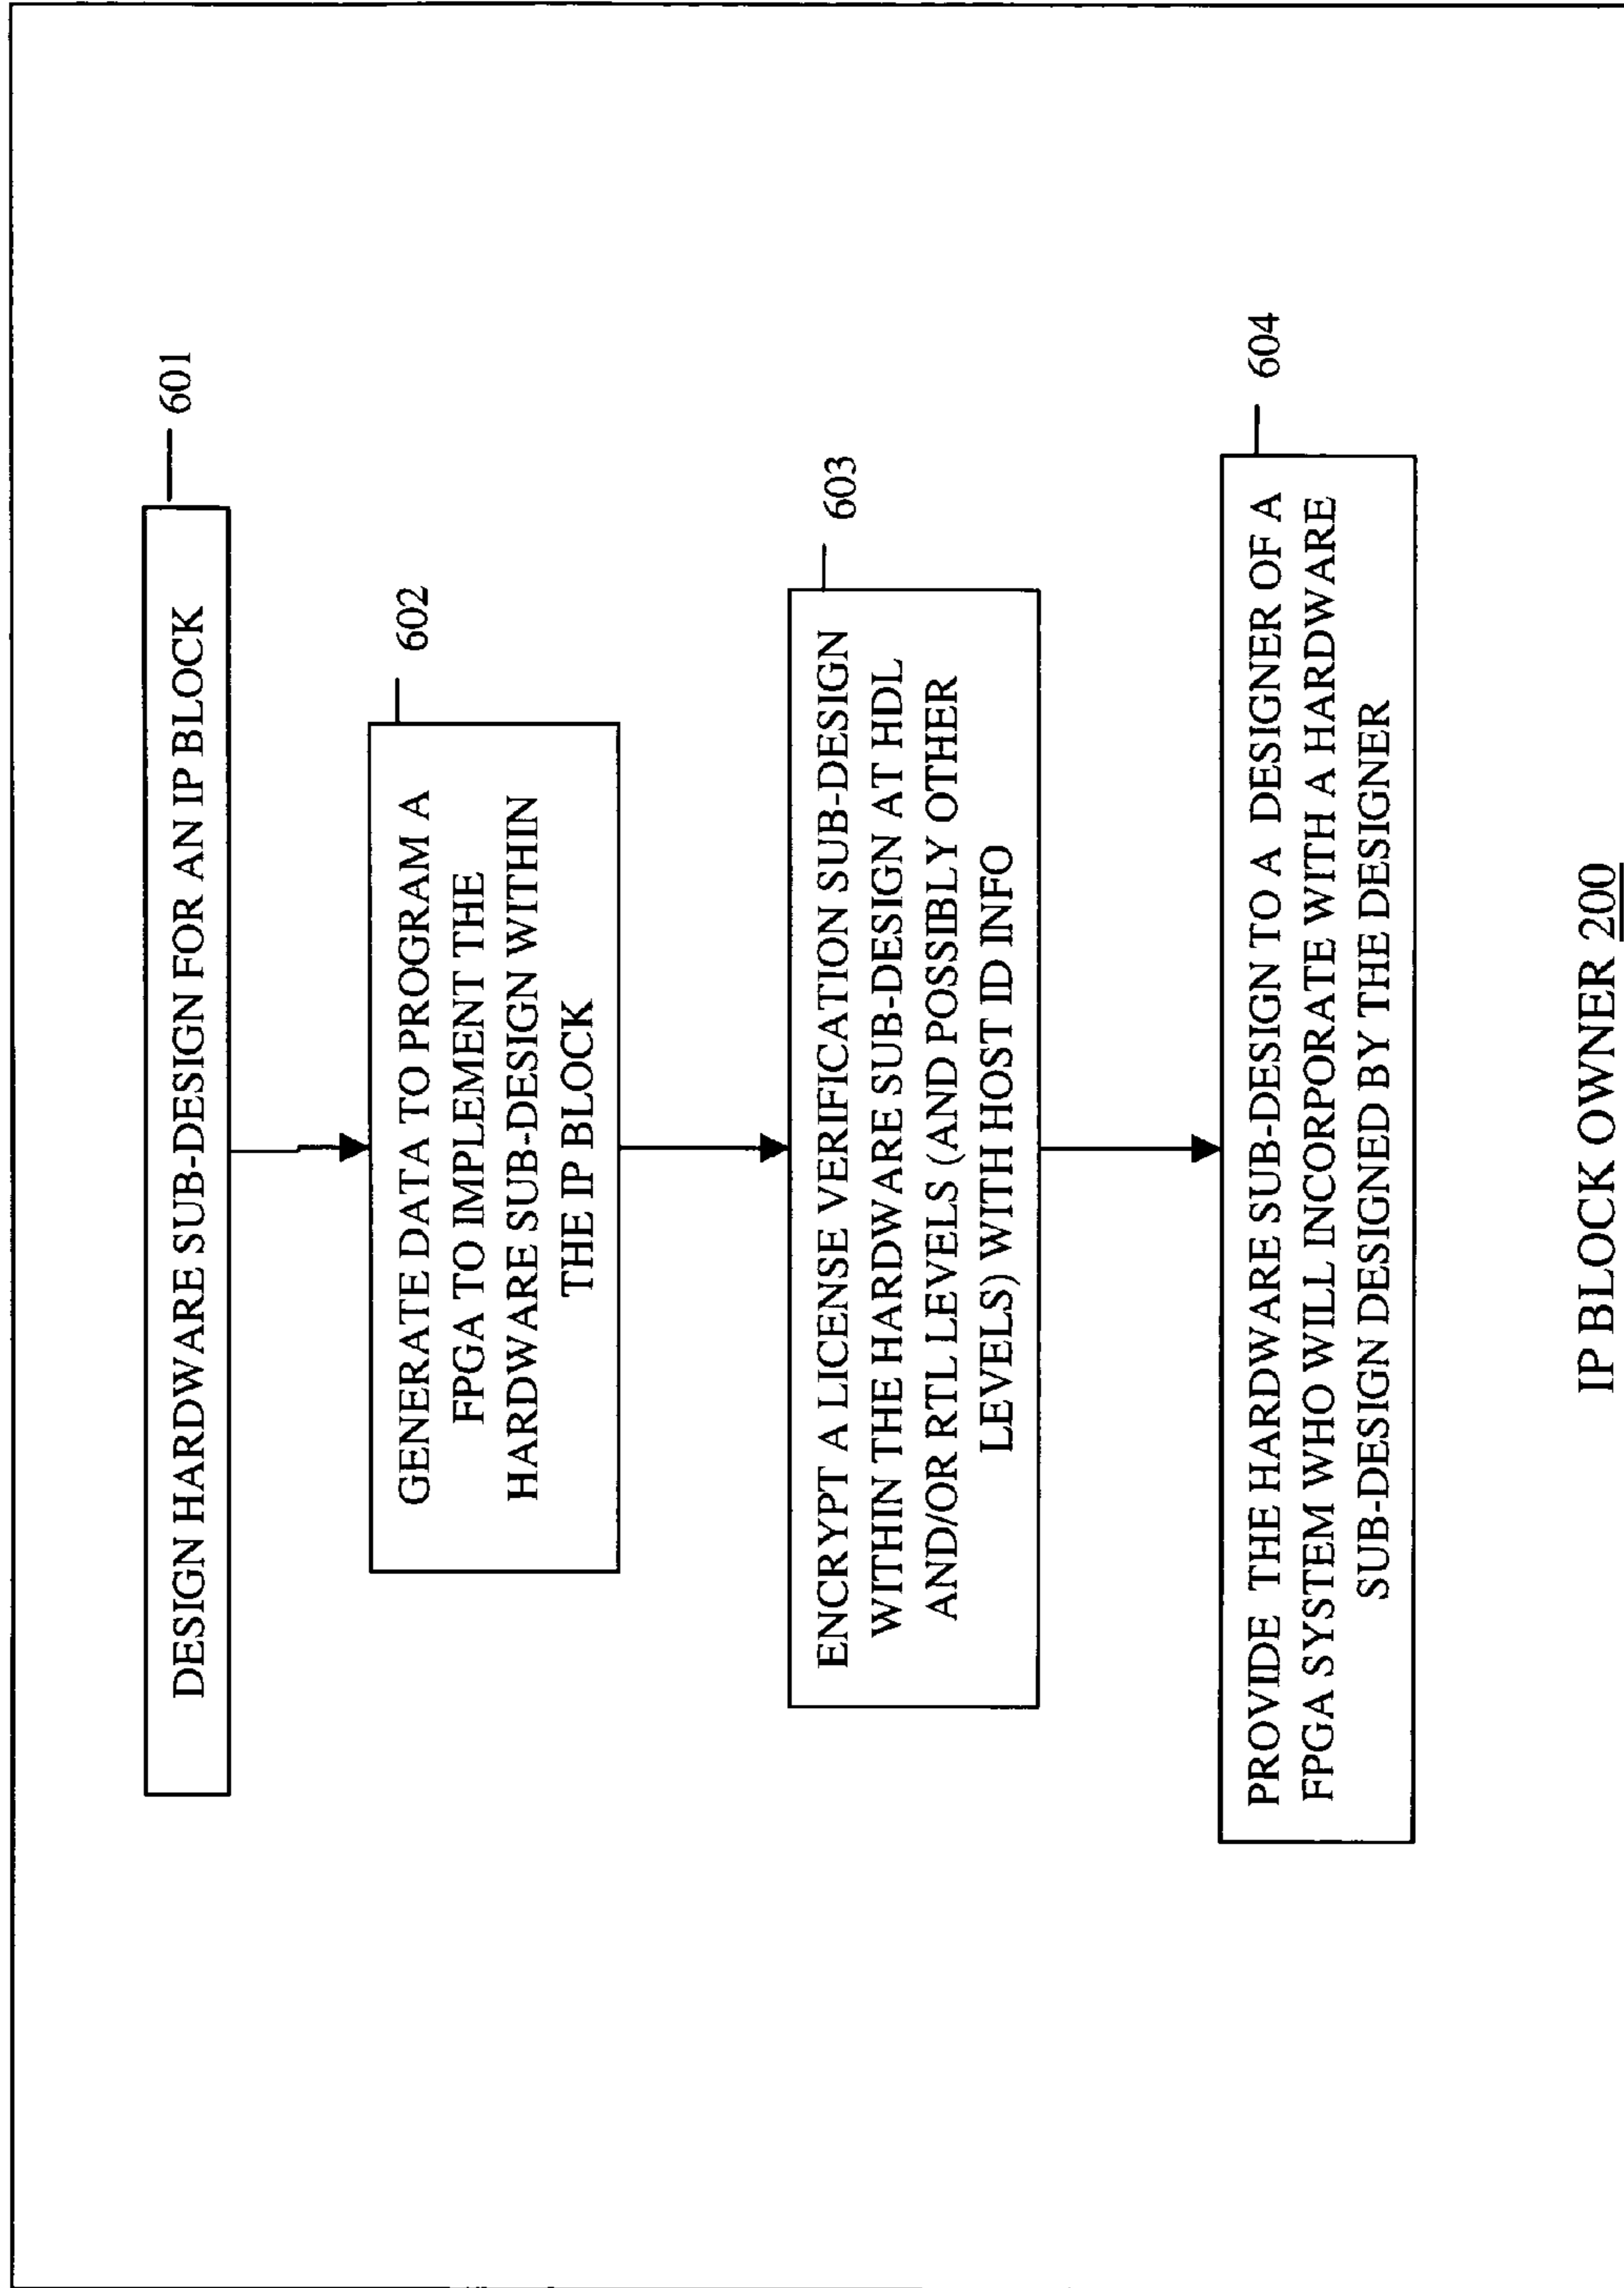 DESIGN HARDWARE SUB-DESIGN FOR AN IP BLOCK
601
GENERATE DATA TO PROGRAM A
FPGA TO IMPLEMENT THE
HARDWARE SUB-DESIGN WITHIN
THE IP BLOCK
602
ENCRYPT A LICENSE VERIFICATION SUB-DESIGN
WITHIN THE HARDWARE SUB-DESIGN AT HDL
AND/OR RTL LEVELS (AND POSSIBLY OTHER
LEVELS) WITH HOST ID INFO
603
PROVIDE THE HARDWARE SUB-DESIGN TO A DESIGNER OF A
FPGA SYSTEM WHO WILL INCORPORATE WITH A HARDWARE
SUB-DESIGN DESIGNED BY THE DESIGNER
604
IP BLOCK OWNER 200